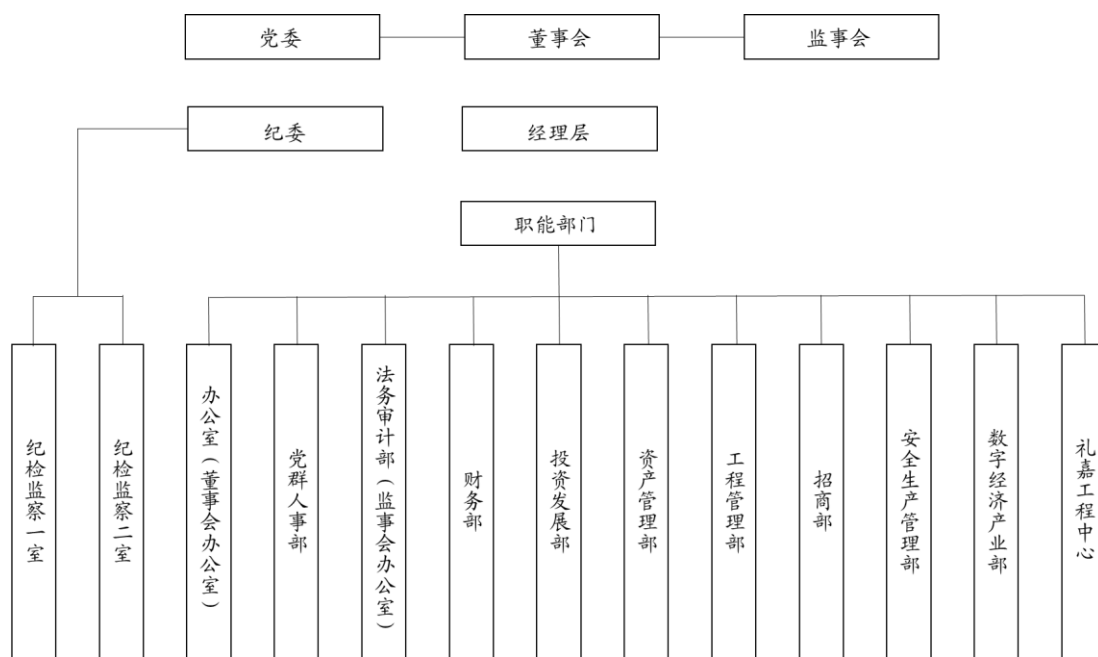 党委
董事会
监事会
纪委
经理层
职能部门
纪检监察一室
纪检监察二室
办公室（董事会办公室）
党群人事部
法务审计部（监事会办公室）
财务部
投资发展部
资产管理部
工程管理部
招商部
安全生产管理部
数字经济产业部
礼嘉工程中心